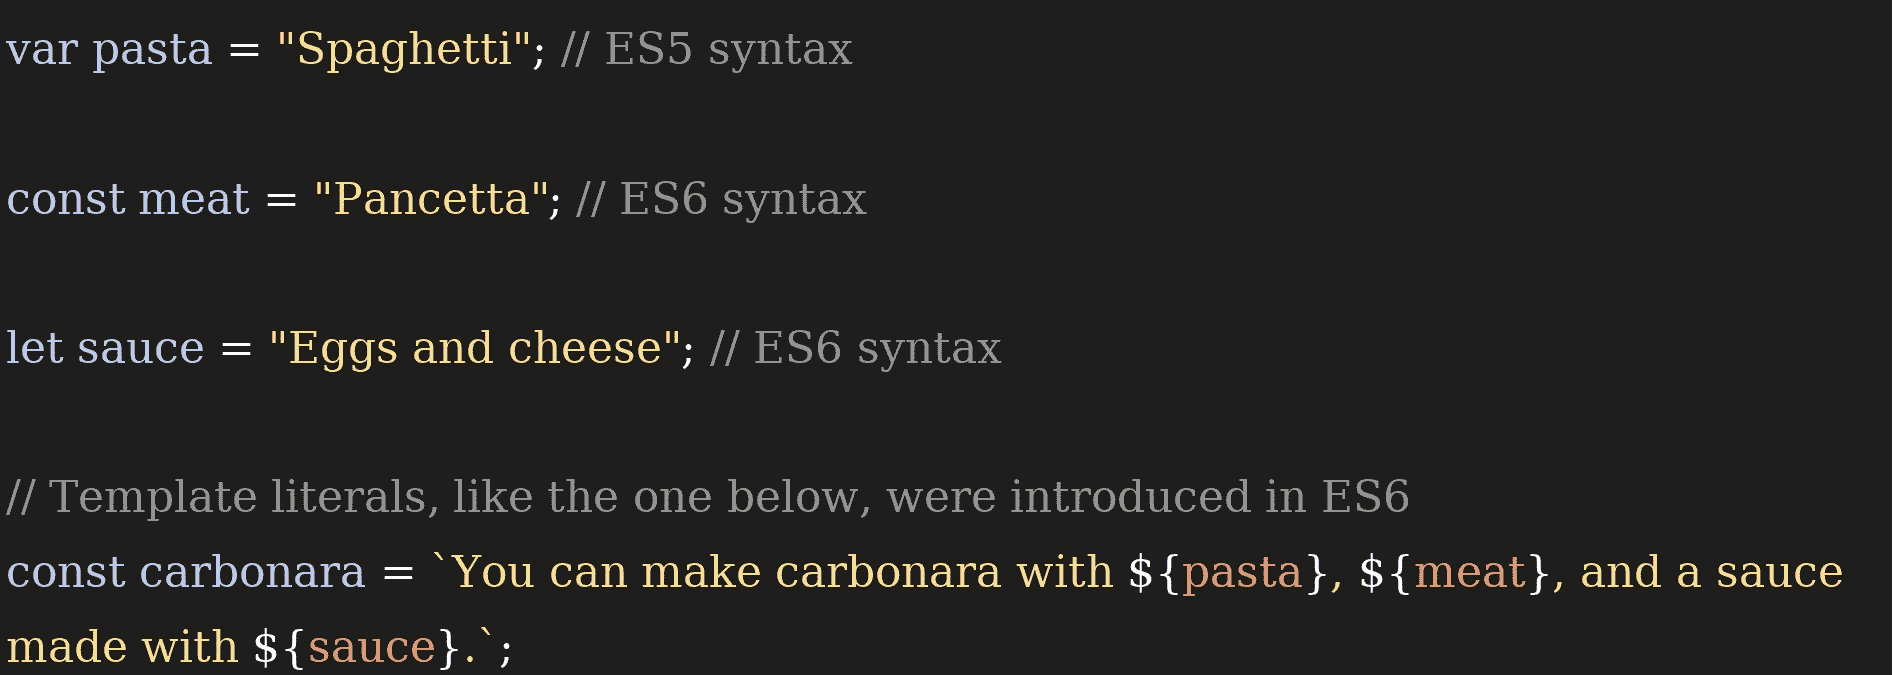 var pasta = "Spaghetti"; // ES5 syntax
const meat = "Pancetta"; // ES6 syntax
let sauce = "Eggs and cheese"; // ES6 syntax
// Template literals, like the one below, were introduced in ES6
const carbonara = `You can make carbonara with ${pasta}, ${meat}, and a sauce
made with ${sauce}.`;